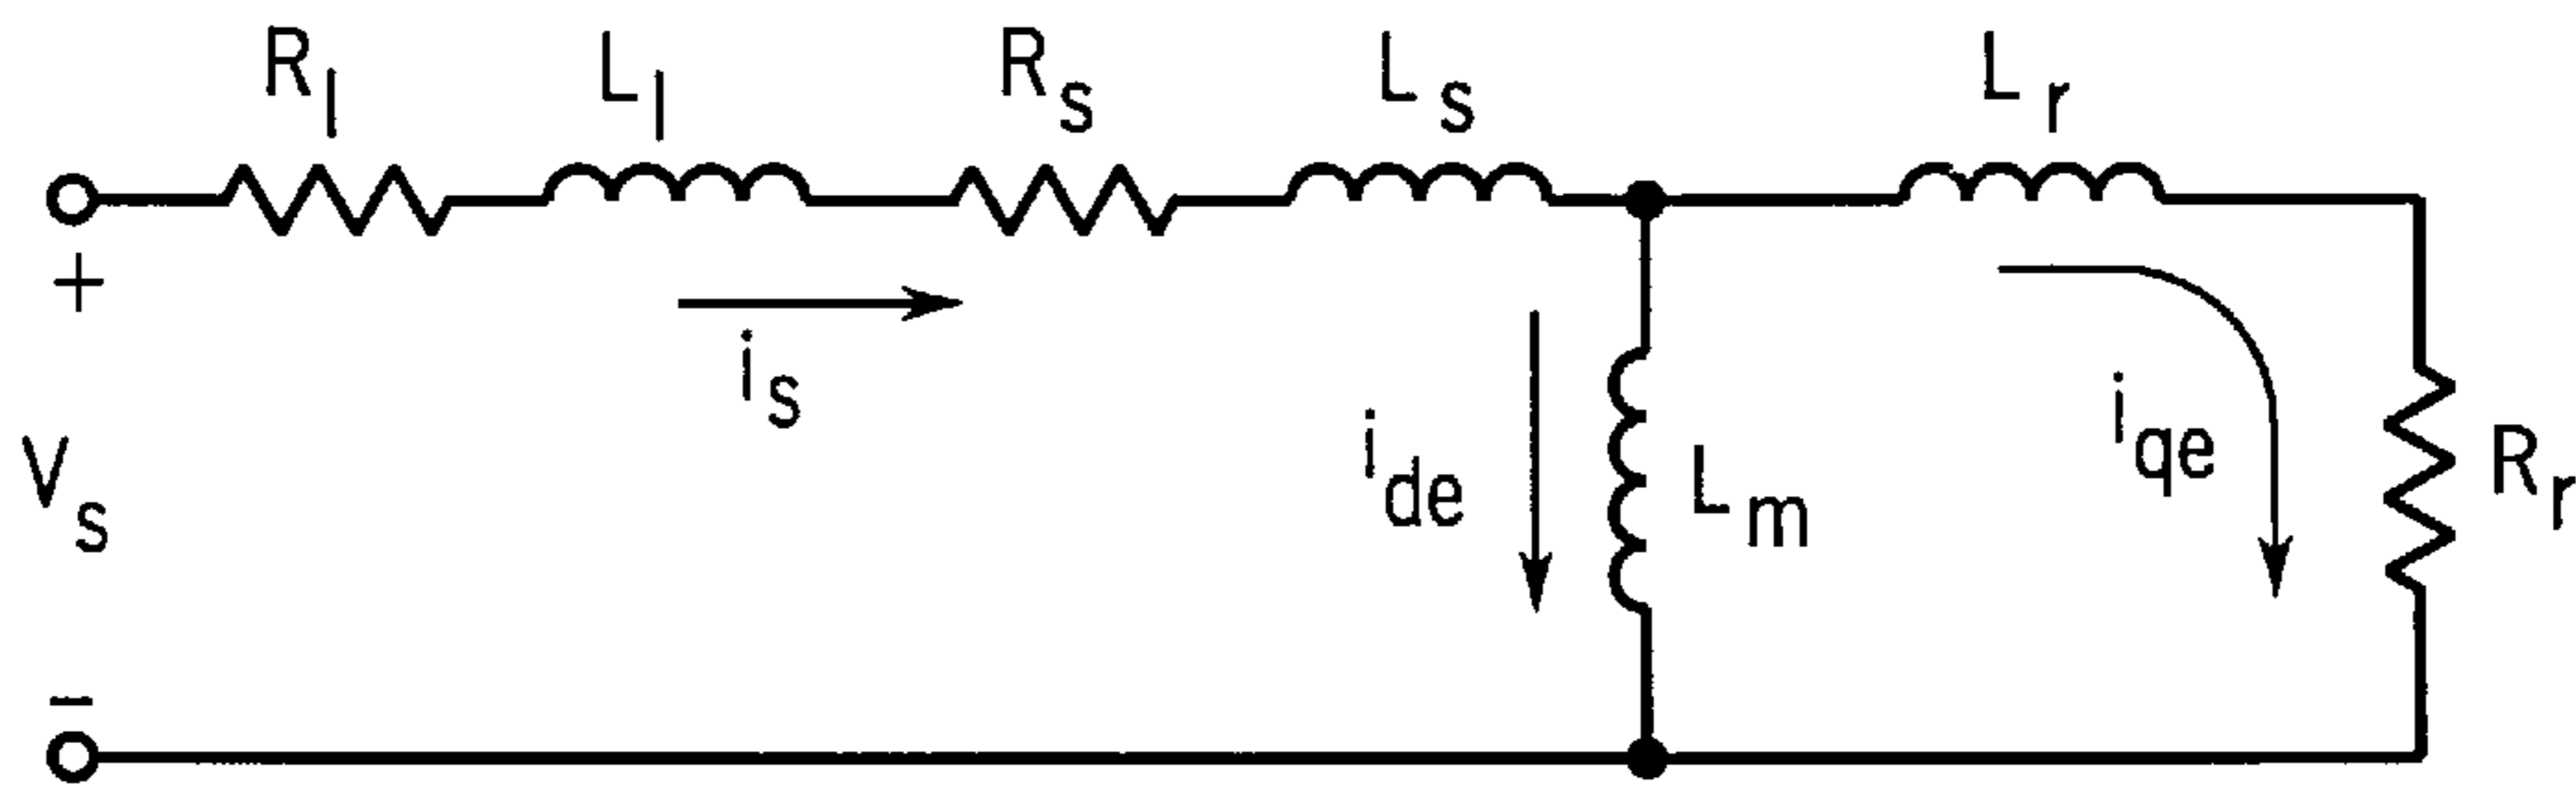 R_l L_l R_s L_s L_r
+
i_s
V_s i_de L_m i_qe R_r
−